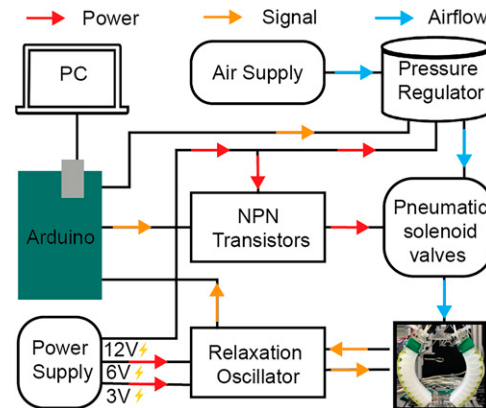 Power Signal Airflow
PC
Air Supply
Pressure
Regulator
Arduino
NPN
Transistors
Pneumatic
solenoid
valves
Power
Supply
12V
6V
3V
Relaxation
Oscillator